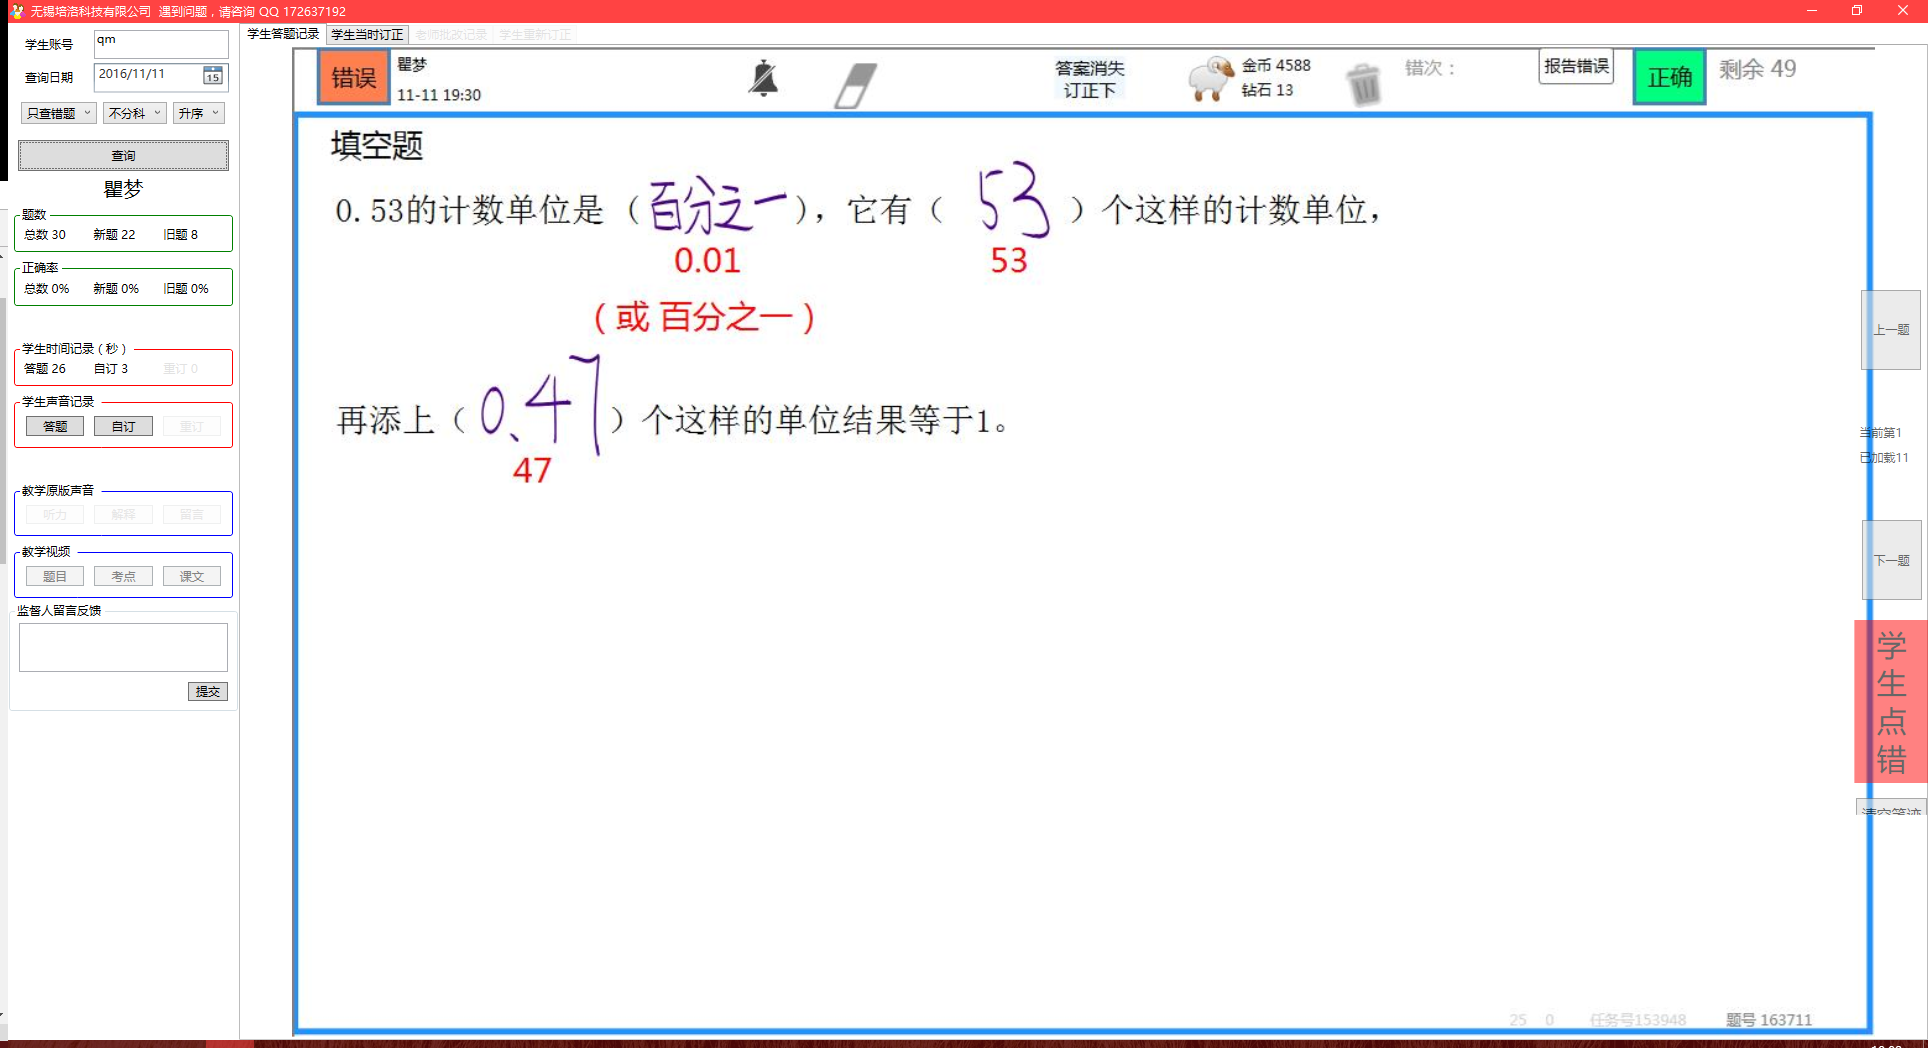 无锡培洛科技有限公司 遇到问题，请咨询 QQ 172637192
学生账号 qm
查询日期 2016/11/11 15
只查错题 不分科 升序
查询
瞿梦
题数
总数 30 新题 22 旧题 8
正确率
总数 0% 新题 0% 旧题 0%
学生时间记录（秒）
答题 26 自订 3 重订 0
学生声音记录
答题 自订 重订
教学原版声音
听力 解释 留言
教学视频
题目 考点 课文
监督人留言反馈
提交
学生答题记录 学生当时订正 老师批改记录 学生重新订正
错误 瞿梦
11-11 19:30
答案消失
订正下
金币 4588
钻石 13
错次：
报告错误
正确
剩余 49
填空题
0.53的计数单位是（百分之一），它有（ 53 ）个这样的计数单位，
0.01 53
（或 百分之一）
再添上（0.47）个这样的单位结果等于1。
47
上一题
当前第1
已加载11
下一题
学
生
点
错
清空笔迹
25 0 任务号153948 题号 163711